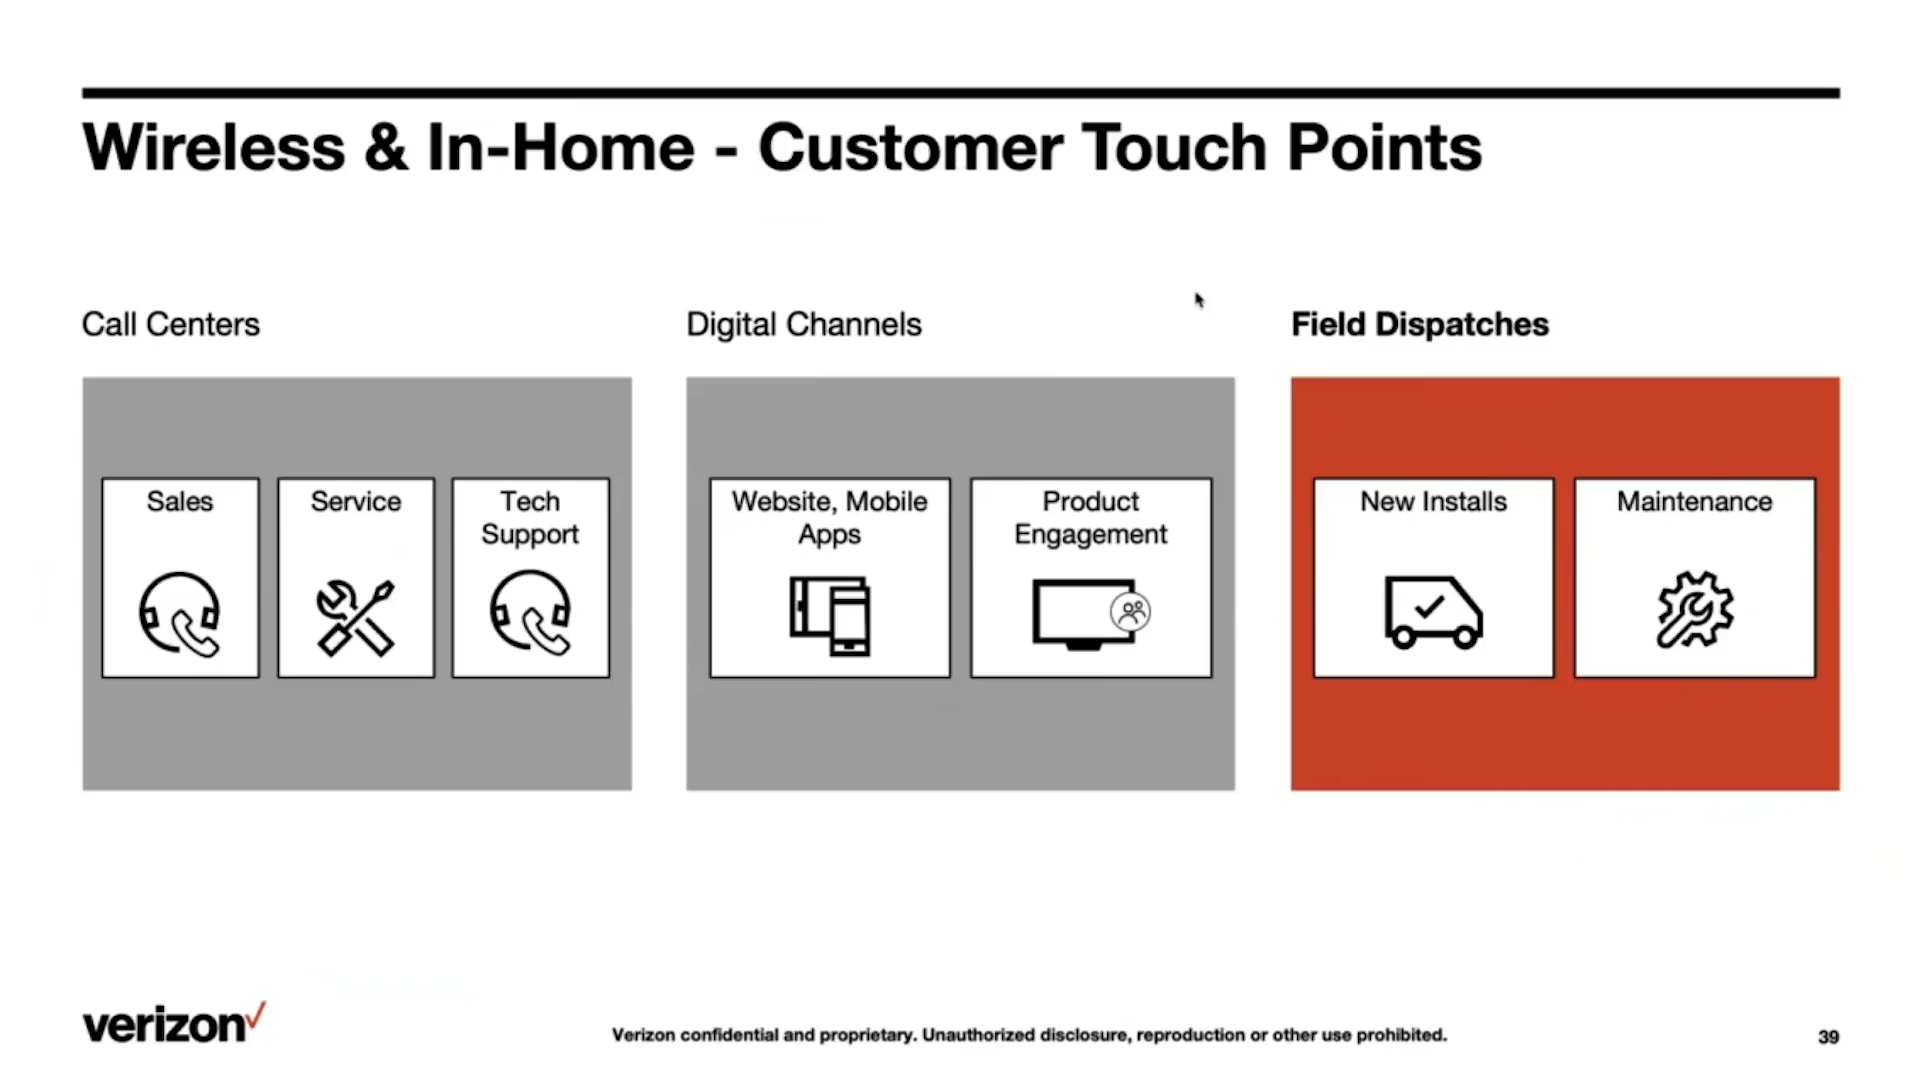 Wireless & In-Home - Customer Touch Points
Call Centers
Sales
Service
Tech
Support
Digital Channels
Website, Mobile
Apps
Product
Engagement
Field Dispatches
New Installs
Maintenance
verizon
Verizon confidential and proprietary. Unauthorized disclosure, reproduction or other use prohibited.
39